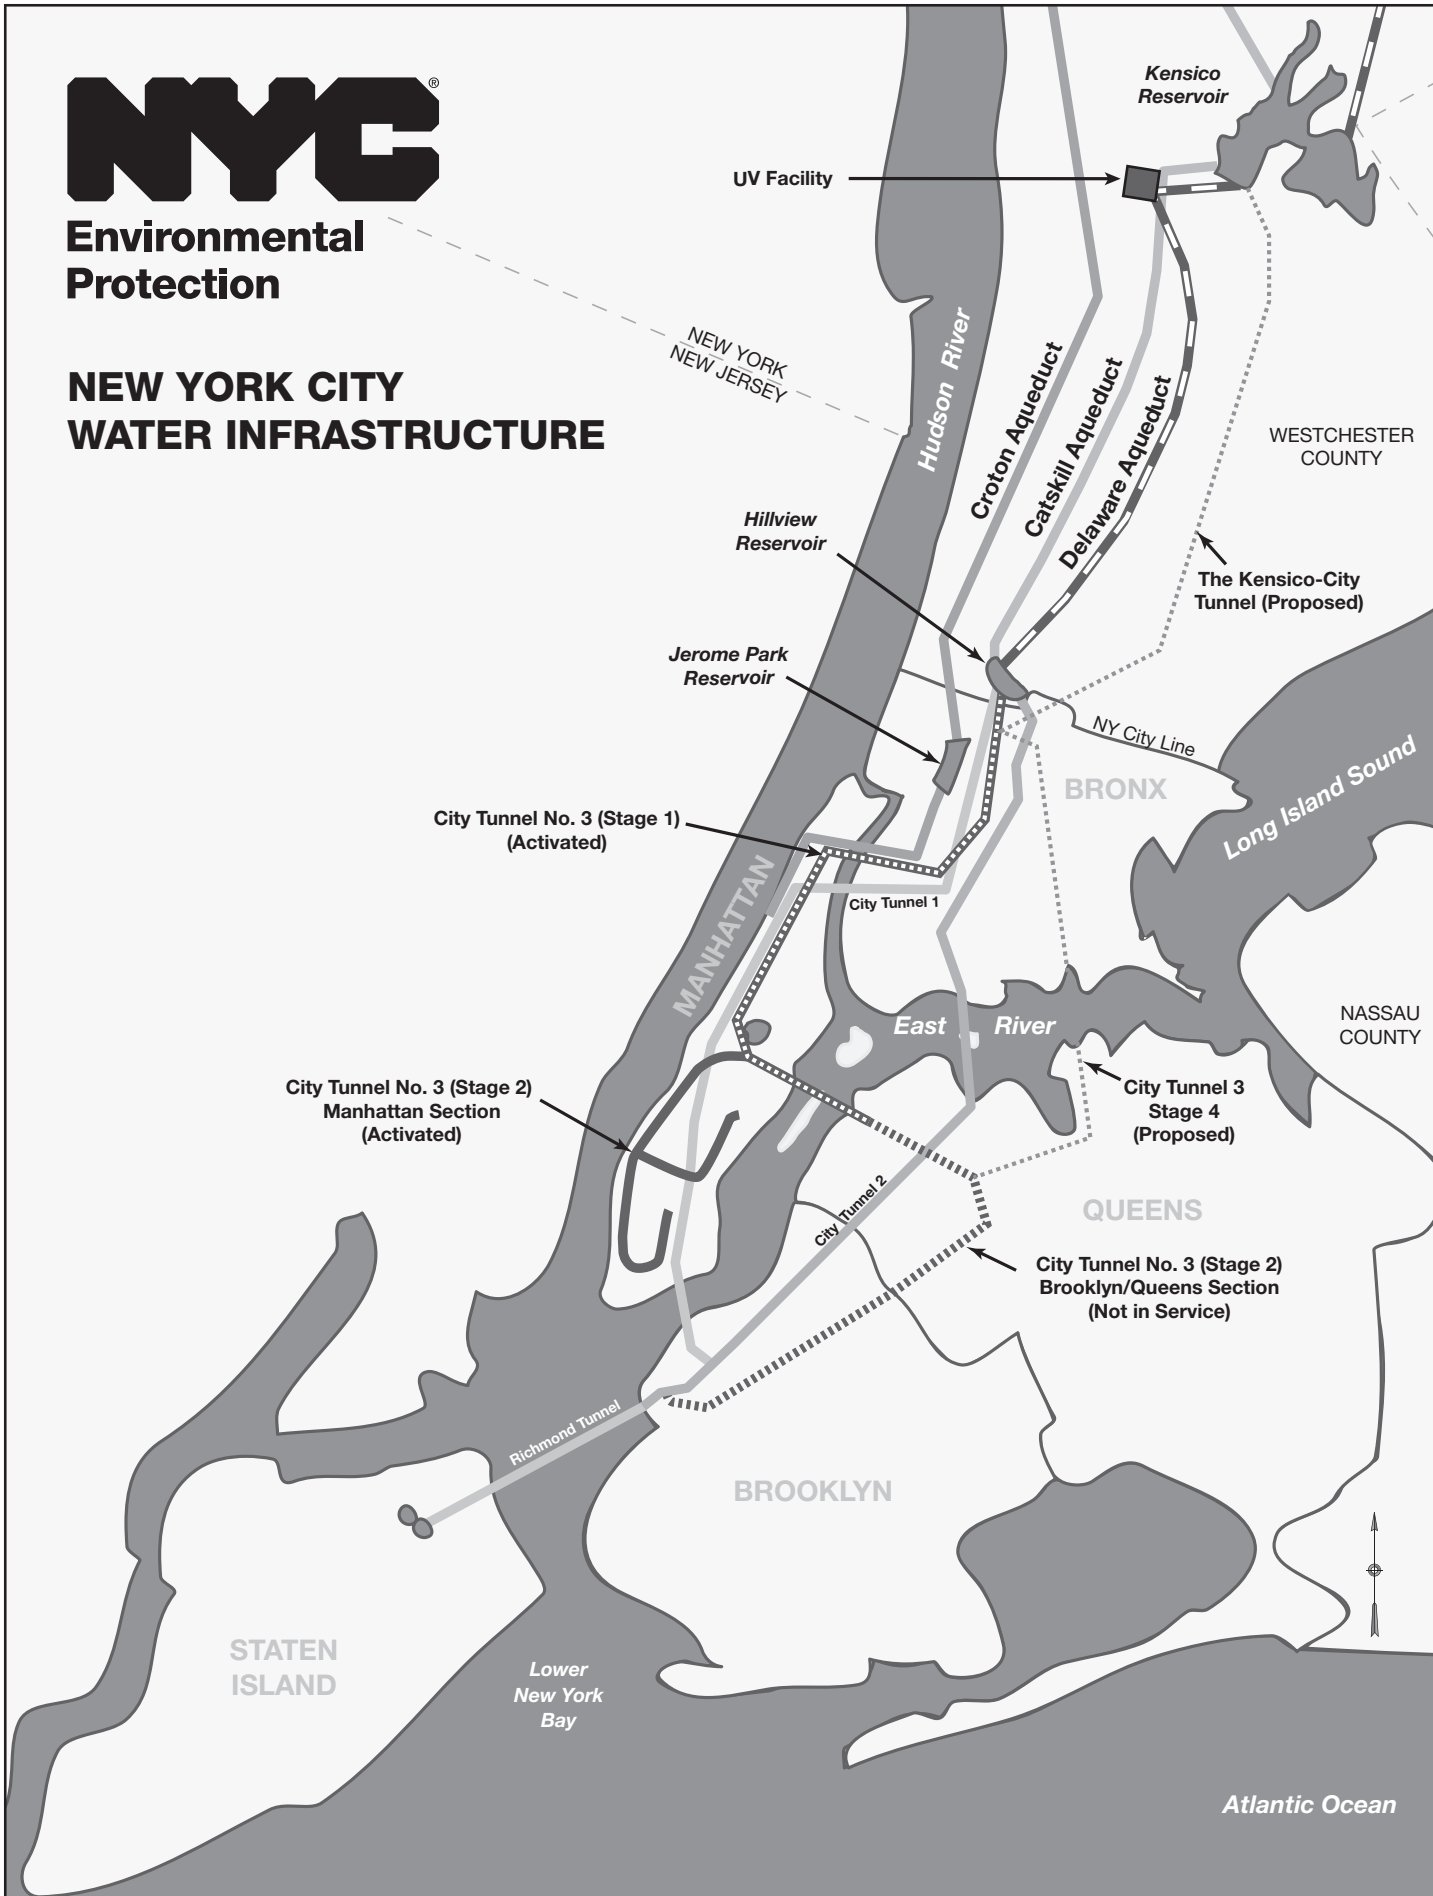 NYC®
Environmental
Protection
NEW YORK CITY
WATER INFRASTRUCTURE
Kensico
Reservoir
UV Facility
NEW YORK
NEW JERSEY
Hudson River
Croton Aqueduct
Catskill Aqueduct
Delaware Aqueduct
WESTCHESTER
COUNTY
Hillview
Reservoir
The Kensico-City
Tunnel (Proposed)
Jerome Park
Reservoir
NY City Line
BRONX
Long Island Sound
City Tunnel No. 3 (Stage 1)
(Activated)
MANHATTAN
City Tunnel 1
East River
NASSAU
COUNTY
City Tunnel No. 3 (Stage 2)
Manhattan Section
(Activated)
City Tunnel 3
Stage 4
(Proposed)
City Tunnel 2
QUEENS
City Tunnel No. 3 (Stage 2)
Brooklyn/Queens Section
(Not in Service)
Richmond Tunnel
BROOKLYN
STATEN
ISLAND
Lower
New York
Bay
Atlantic Ocean